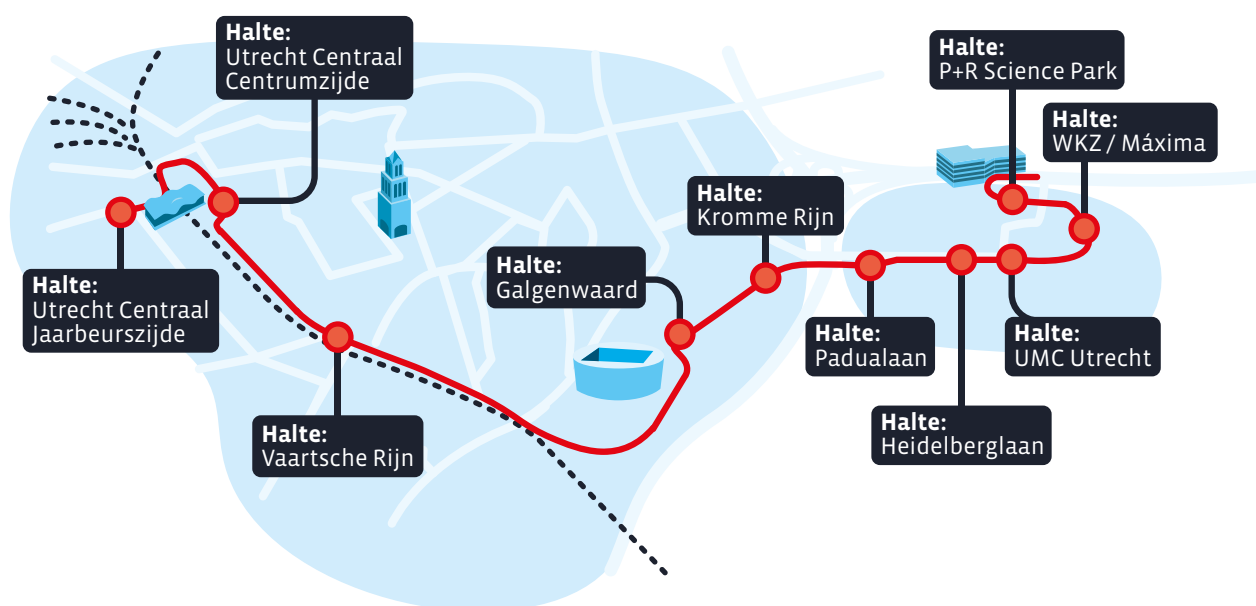 Halte:
Utrecht Centraal
Centrumzijde
Halte:
P+R Science Park
Halte:
WKZ / Máxima
Halte:
Kromme Rijn
Halte:
Galgenwaard
Halte:
Utrecht Centraal
Jaarbeurszijde
Halte:
Padualaan
Halte:
UMC Utrecht
Halte:
Heidelberglaan
Halte:
Vaartsche Rijn